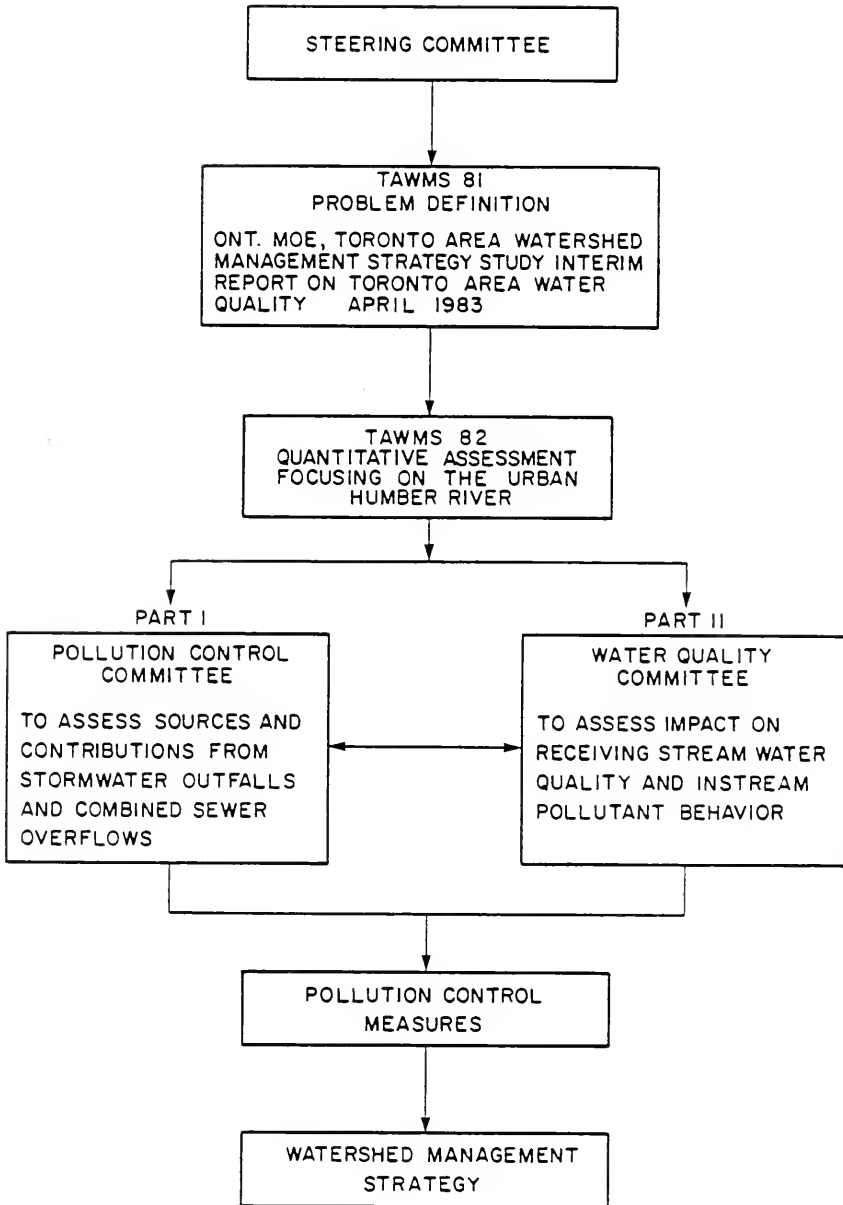 STEERING COMMITTEE
TAWMS 81
PROBLEM DEFINITION
ONT. MOE, TORONTO AREA WATERSHED
MANAGEMENT STRATEGY STUDY INTERIM
REPORT ON TORONTO AREA WATER
QUALITY APRIL 1983
TAWMS 82
QUANTITATIVE ASSESSMENT
FOCUSING ON THE URBAN
HUMBER RIVER
PART I
POLLUTION CONTROL
COMMITTEE
TO ASSESS SOURCES AND
CONTRIBUTIONS FROM
STORMWATER OUTFALLS
AND COMBINED SEWER
OVERFLOWS
PART II
WATER QUALITY
COMMITTEE
TO ASSESS IMPACT ON
RECEIVING STREAM WATER
QUALITY AND INSTREAM
POLLUTANT BEHAVIOR
POLLUTION CONTROL
MEASURES
WATERSHED MANAGEMENT
STRATEGY